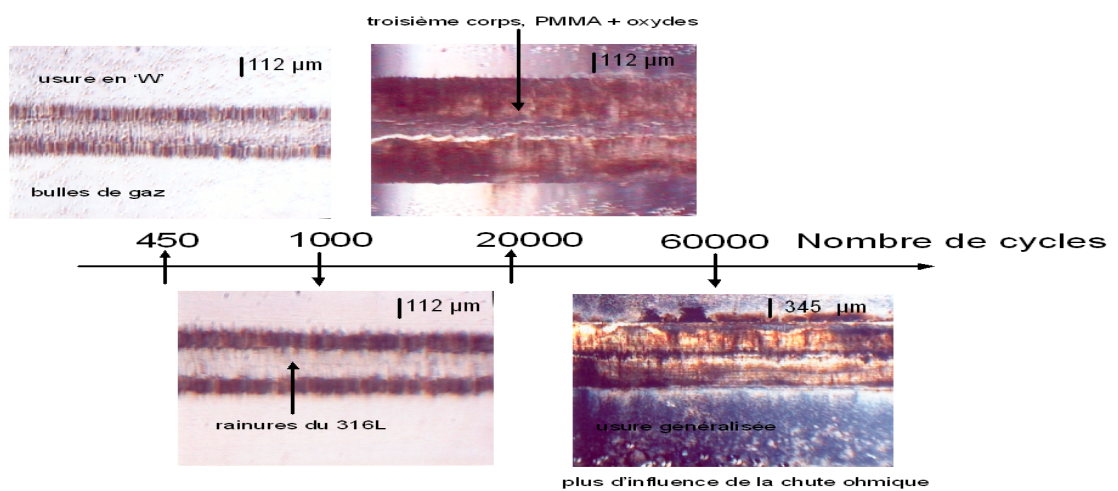 troisième corps, PMMA + oxydes
usure en 'W'
112 µm
bulles de gaz
112 µm
450
1000
20000
60000
Nombre de cycles
112 µm
rainures du 316L
345 µm
usure généralisée
plus d'influence de la chute ohmique